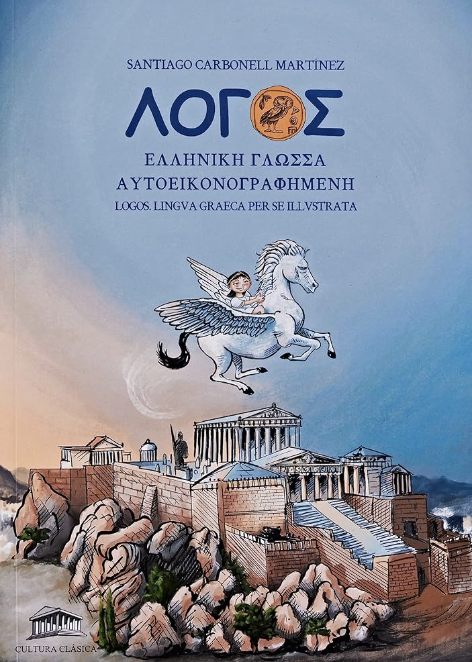 SANTIAGO CARBONELL MARTÍNEZ
ΛΟΓΟΣ
ΕΛΛΗΝΙΚΗ ΓΛΩΣΣΑ
ΑΥΤΟΕΙΚΟΝΟΓΡΑΦΗΜΕΝΗ
LOGOS. LINGVA GRAECA PER SE ILLVSTRATA
CULTURA CLÁSICA